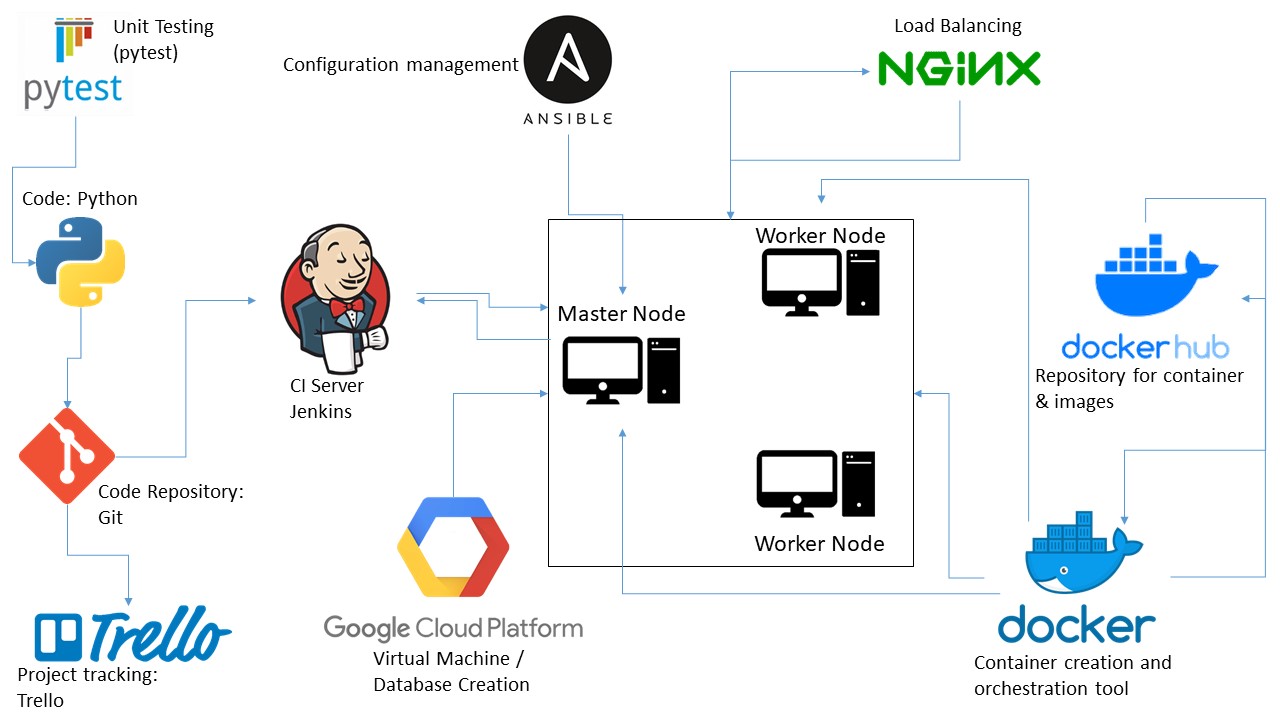 Unit Testing
(pytest)
pytest
Configuration management
ANSIBLE
Load Balancing
NGINX
Code: Python
Worker Node
Master Node
docker hub
Repository for container
& images
CI Server
Jenkins
Code Repository:
Git
Worker Node
Trello
Project tracking:
Trello
Google Cloud Platform
Virtual Machine /
Database Creation
docker
Container creation and
orchestration tool